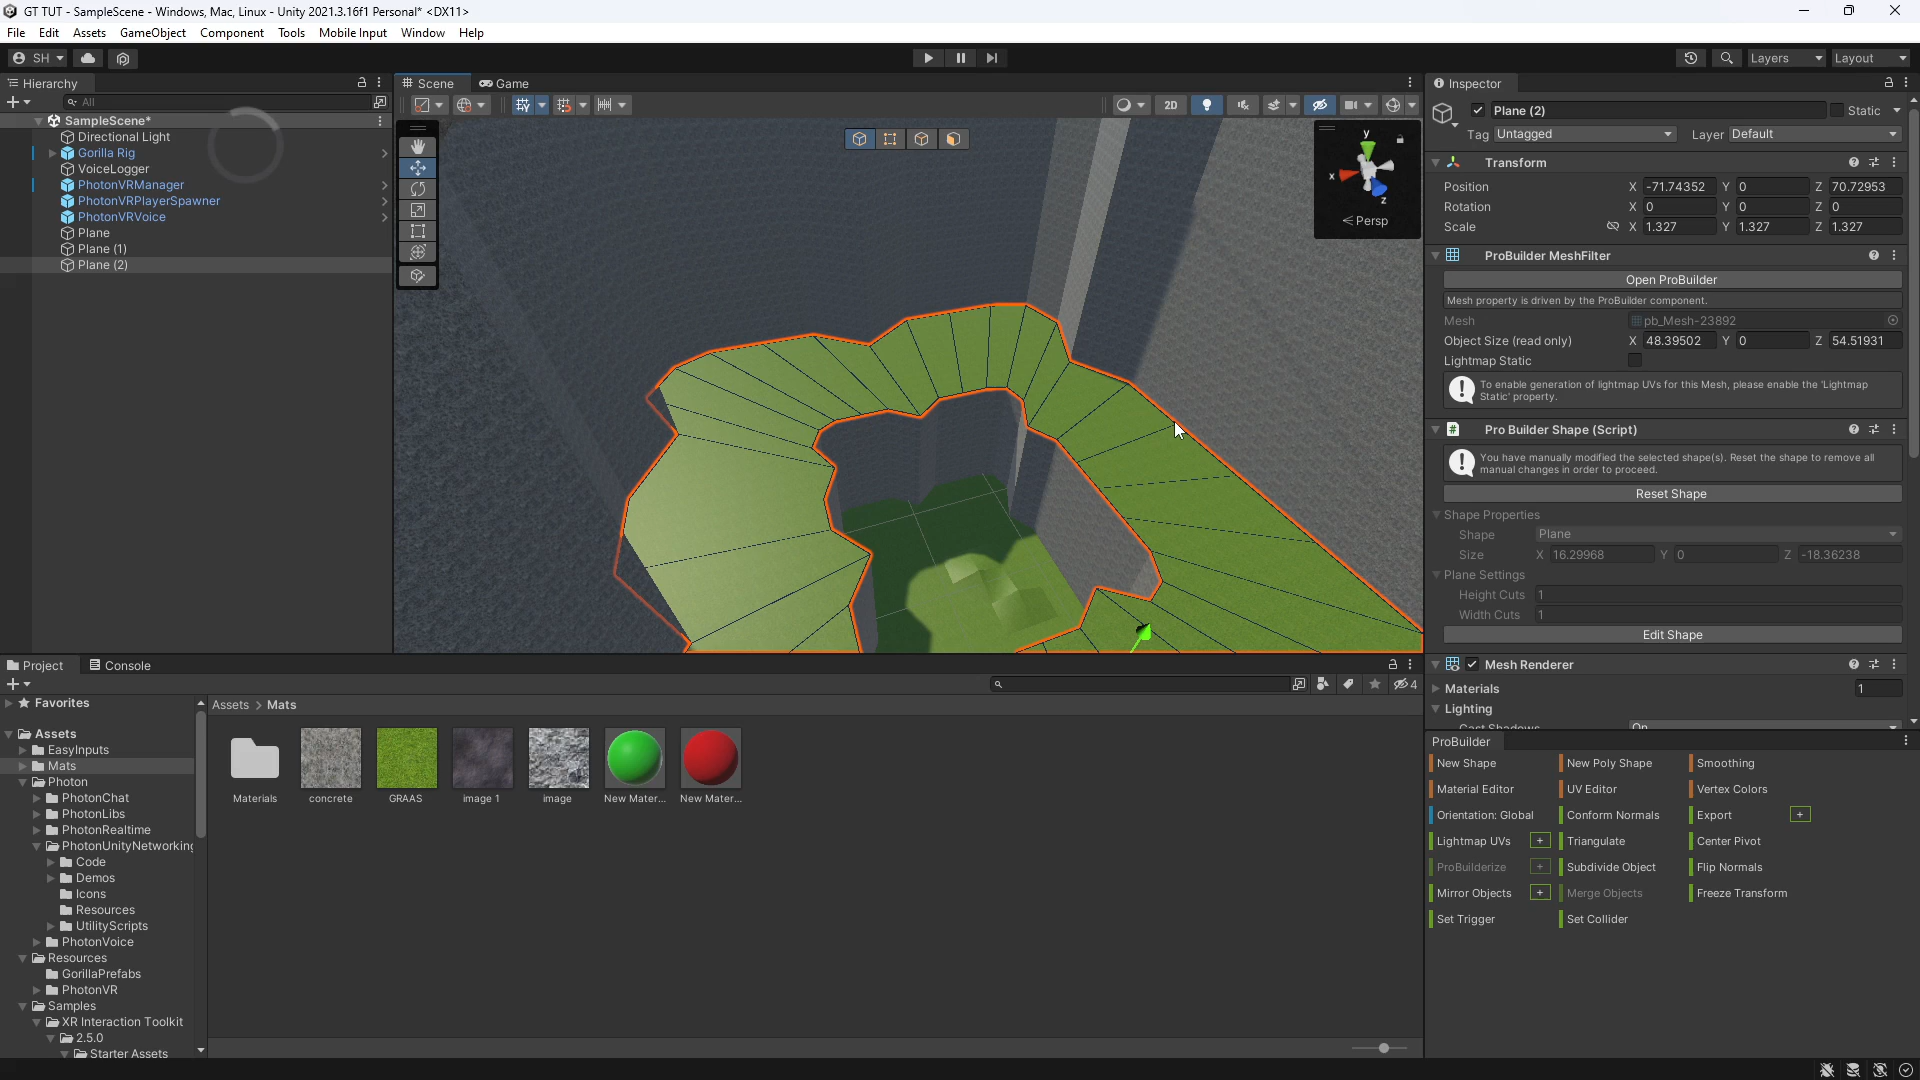 GT TUT - SampleScene - Windows, Mac, Linux - Unity 2021.3.16f1 Personal* <DX11>
File Edit Assets GameObject Component Tools Mobile Input Window Help
SH
Layers
Layout
Hierarchy
All
SampleScene*
Directional Light
Gorilla Rig
VoiceLogger
PhotonVRManager
PhotonVRPlayerSpawner
PhotonVRVoice
Plane
Plane (1)
Plane (2)
Scene Game
2D
y
x
z
Persp
Inspector
Plane (2)
Static
Tag Untagged Layer Default
Transform
Position X -71.74352 Y 0 Z 70.72953
Rotation X 0 Y 0 Z 0
Scale X 1.327 Y 1.327 Z 1.327
ProBuilder MeshFilter
Open ProBuilder
Mesh property is driven by the ProBuilder component.
Mesh pb_Mesh-23892
Object Size (read only) X 48.39502 Y 0 Z 54.51931
Lightmap Static
To enable generation of lightmap UVs for this Mesh, please enable the 'Lightmap
Static' property.
Pro Builder Shape (Script)
You have manually modified the selected shape(s). Reset the shape to remove all
manual changes in order to proceed.
Reset Shape
Shape Properties
Shape Plane
Size X 16.29968 Y 0 Z -18.36238
Plane Settings
Height Cuts 1
Width Cuts 1
Edit Shape
Mesh Renderer
Materials 1
Lighting
Cast Shadows On
ProBuilder
New Shape New Poly Shape Smoothing
Material Editor UV Editor Vertex Colors
Orientation: Global Conform Normals Export +
Lightmap UVs + Triangulate Center Pivot
ProBuilderize + Subdivide Object Flip Normals
Mirror Objects + Merge Objects Freeze Transform
Set Trigger Set Collider
Project Console
4
Favorites
Assets
EasyInputs
Mats
Photon
PhotonChat
PhotonLibs
PhotonRealtime
PhotonUnityNetworking
Code
Demos
Icons
Resources
UtilityScripts
PhotonVoice
Resources
GorillaPrefabs
PhotonVR
Samples
XR Interaction Toolkit
2.5.0
Starter Assets
Assets > Mats
Materials concrete GRAAS image 1 image New Mater... New Mater...